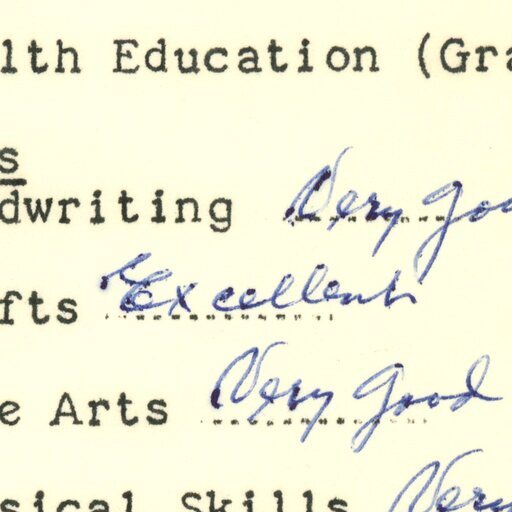 lth Education (Gra
s
dwriting Very goo
fts Excellent
e Arts Very Good
sical Skills Very